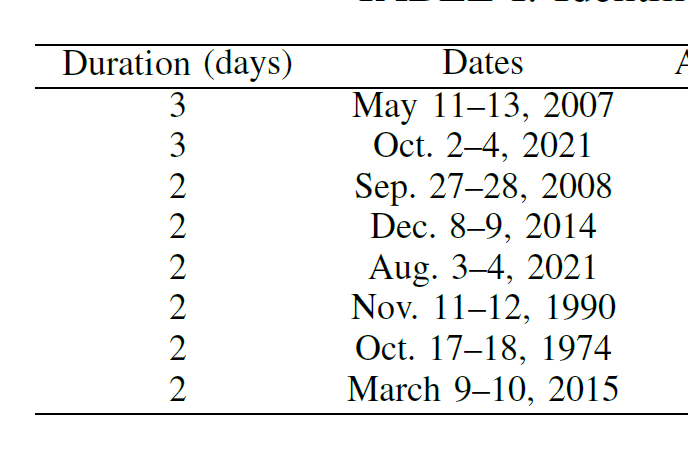 Duration (days) Dates
3 May 11–13, 2007
3 Oct. 2–4, 2021
2 Sep. 27–28, 2008
2 Dec. 8–9, 2014
2 Aug. 3–4, 2021
2 Nov. 11–12, 1990
2 Oct. 17–18, 1974
2 March 9–10, 2015